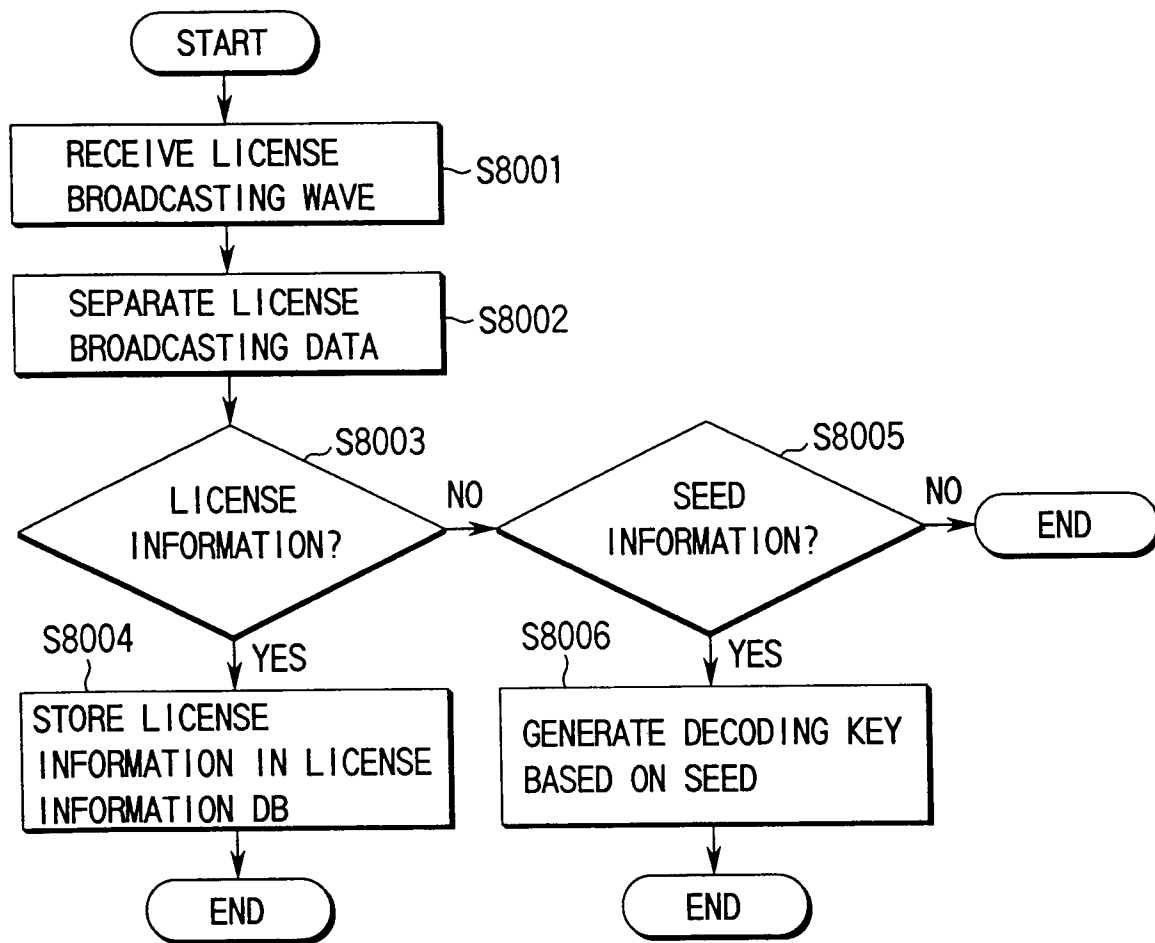 START
RECEIVE LICENSE
BROADCASTING WAVE
S8001
SEPARATE LICENSE
BROADCASTING DATA
S8002
S8003
LICENSE
INFORMATION?
NO
S8005
SEED
INFORMATION?
NO
END
S8004
YES
STORE LICENSE
INFORMATION IN LICENSE
INFORMATION DB
END
S8006
YES
GENERATE DECODING KEY
BASED ON SEED
END